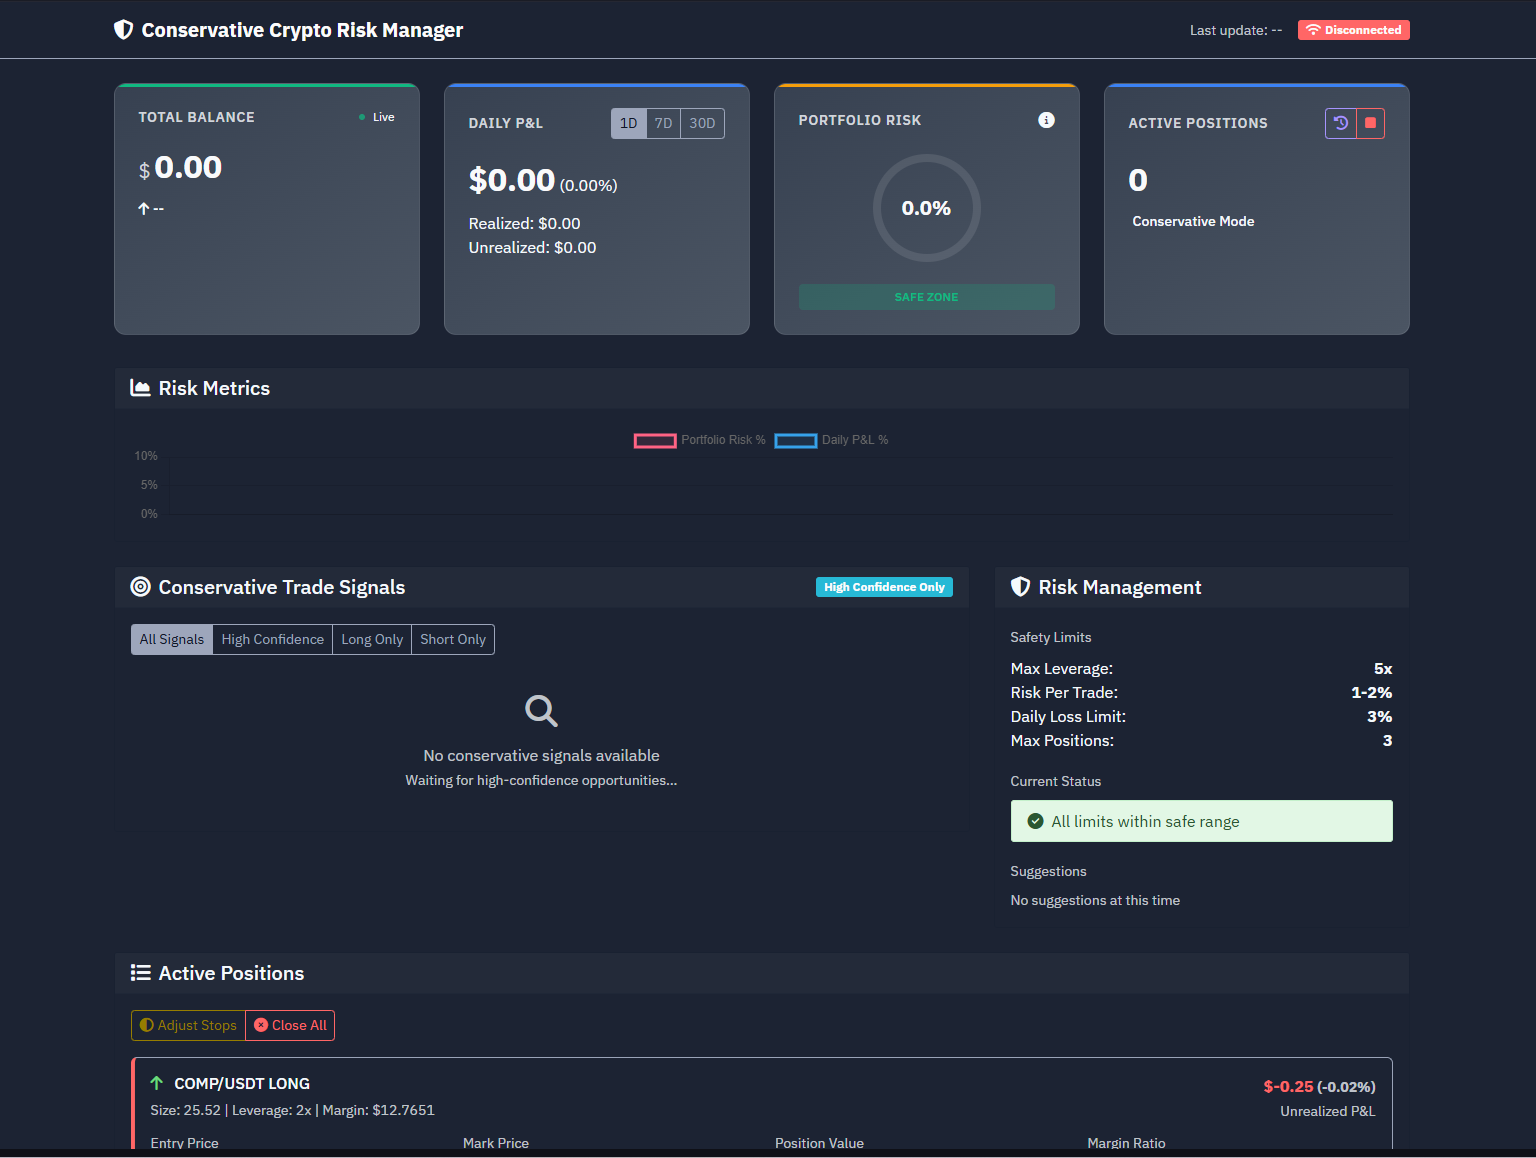 Conservative Crypto Risk Manager
Last update: --
Disconnected
TOTAL BALANCE
Live
$0.00
--
DAILY P&L
1D 7D 30D
$0.00 (0.00%)
Realized: $0.00
Unrealized: $0.00
PORTFOLIO RISK
0.0%
SAFE ZONE
ACTIVE POSITIONS
0
Conservative Mode
Risk Metrics
Portfolio Risk % Daily P&L %
10%
5%
0%
Conservative Trade Signals
High Confidence Only
All Signals High Confidence Long Only Short Only
No conservative signals available
Waiting for high-confidence opportunities...
Risk Management
Safety Limits
Max Leverage: 5x
Risk Per Trade: 1-2%
Daily Loss Limit: 3%
Max Positions: 3
Current Status
All limits within safe range
Suggestions
No suggestions at this time
Active Positions
Adjust Stops Close All
COMP/USDT LONG
$-0.25 (-0.02%)
Size: 25.52 | Leverage: 2x | Margin: $12.7651
Unrealized P&L
Entry Price Mark Price Position Value Margin Ratio